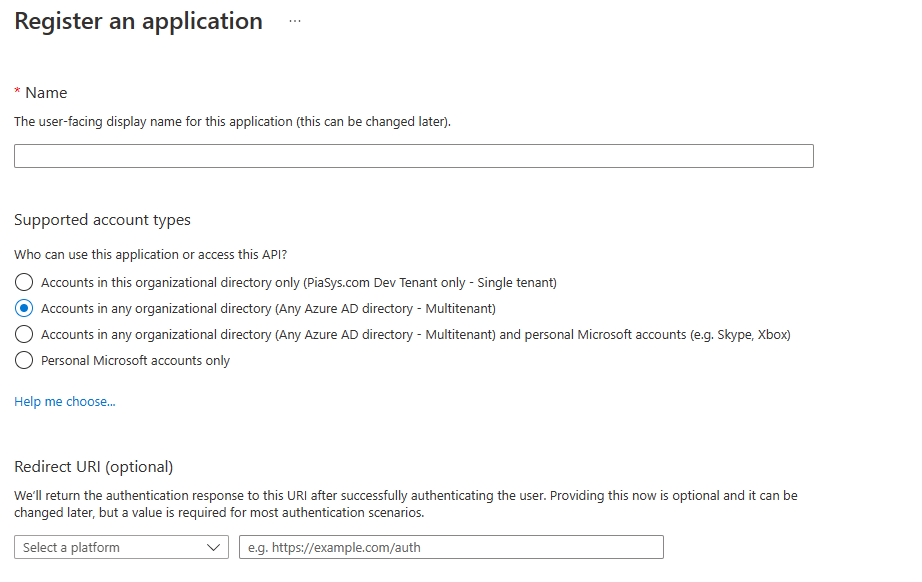 Register an application ...
* Name
The user-facing display name for this application (this can be changed later).
Supported account types
Who can use this application or access this API?
Accounts in this organizational directory only (PiaSys.com Dev Tenant only - Single tenant)
Accounts in any organizational directory (Any Azure AD directory - Multitenant)
Accounts in any organizational directory (Any Azure AD directory - Multitenant) and personal Microsoft accounts (e.g. Skype, Xbox)
Personal Microsoft accounts only
Help me choose...
Redirect URI (optional)
We'll return the authentication response to this URI after successfully authenticating the user. Providing this now is optional and it can be
changed later, but a value is required for most authentication scenarios.
Select a platform e.g. https://example.com/auth